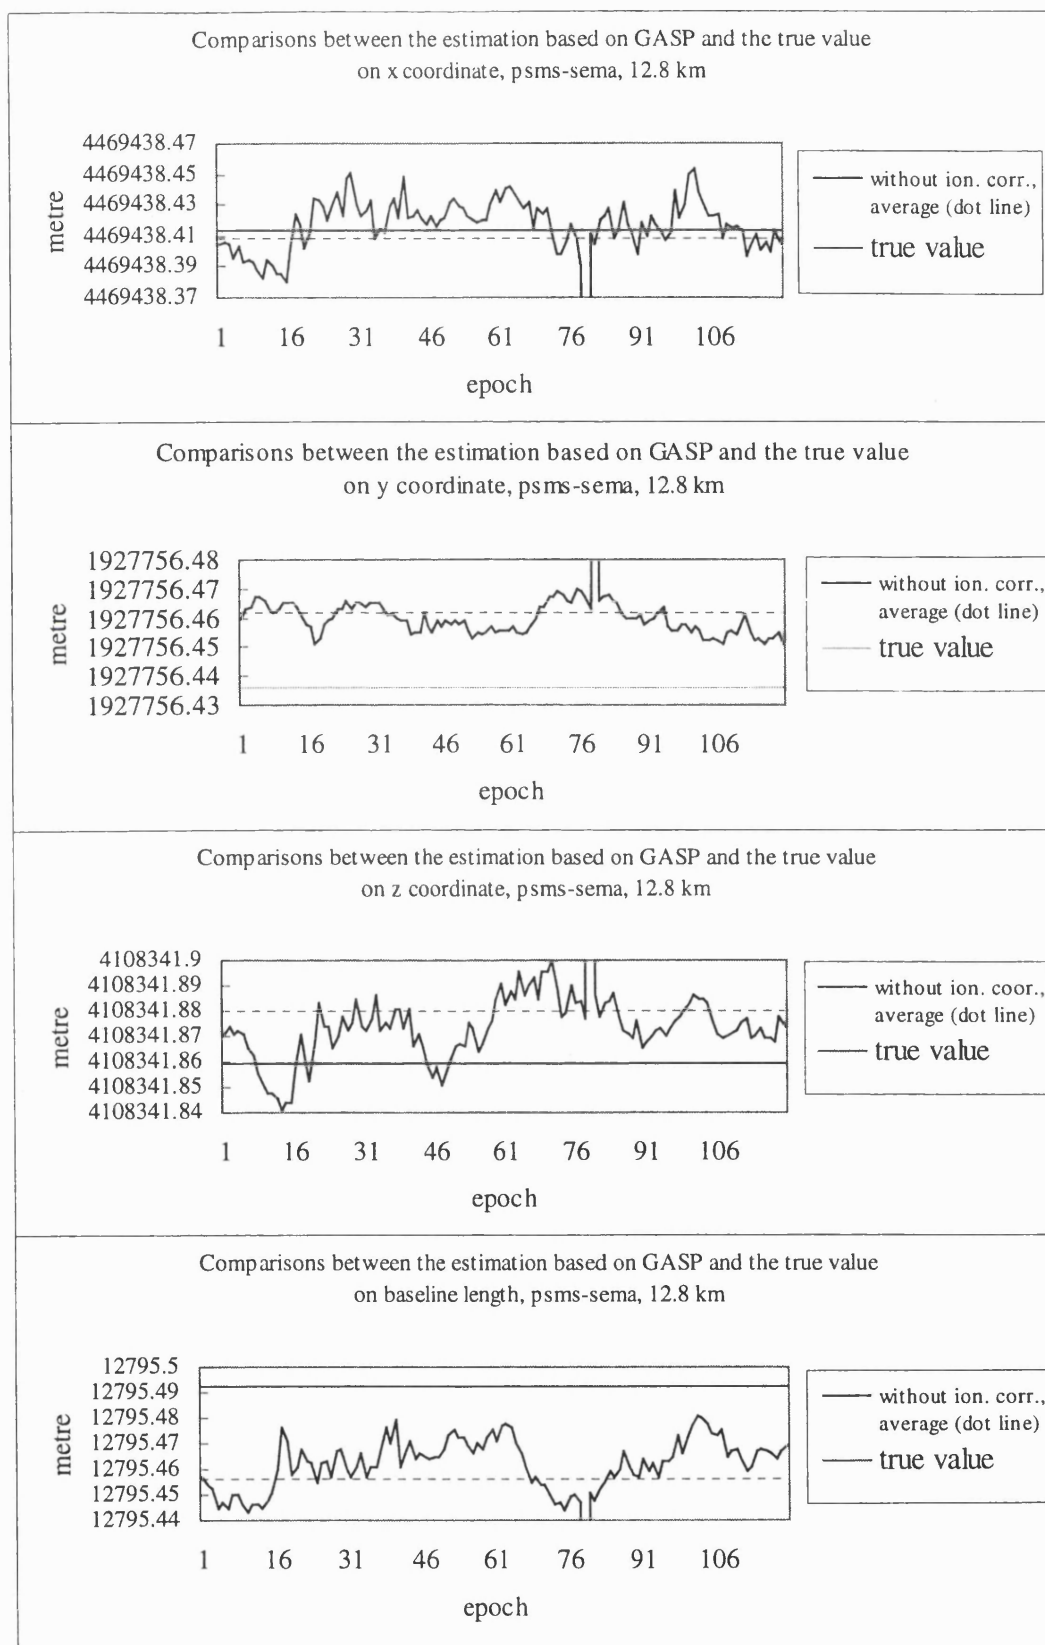 Comparisons between the estimation based on GASP and the true value
on x coordinate, psms-sema, 12.8 km
4469438.47
4469438.45
4469438.43
4469438.41
4469438.39
4469438.37
metre
1 16 31 46 61 76 91 106
epoch
without ion. corr.,
average (dot line)
true value
Comparisons between the estimation based on GASP and the true value
on y coordinate, psms-sema, 12.8 km
1927756.48
1927756.47
1927756.46
1927756.45
1927756.44
1927756.43
metre
1 16 31 46 61 76 91 106
epoch
without ion. corr.,
average (dot line)
true value
Comparisons between the estimation based on GASP and the true value
on z coordinate, psms-sema, 12.8 km
4108341.9
4108341.89
4108341.88
4108341.87
4108341.86
4108341.85
4108341.84
metre
1 16 31 46 61 76 91 106
epoch
without ion. coor.,
average (dot line)
true value
Comparisons between the estimation based on GASP and the true value
on baseline length, psms-sema, 12.8 km
12795.5
12795.49
12795.48
12795.47
12795.46
12795.45
12795.44
metre
1 16 31 46 61 76 91 106
epoch
without ion. corr.,
average (dot line)
true value